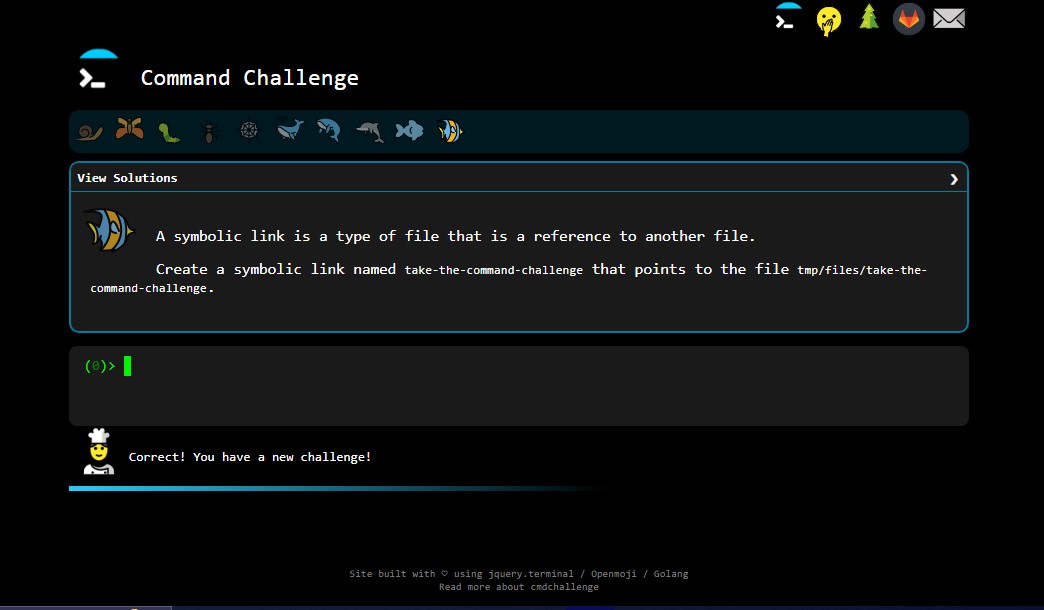 Command Challenge
View Solutions
A symbolic link is a type of file that is a reference to another file.
Create a symbolic link named take-the-command-challenge that points to the file tmp/files/take-the-
command-challenge.
(0)>
Correct! You have a new challenge!
Site built with ♡ using jquery.terminal / Openmoji / Golang
Read more about cmdchallenge